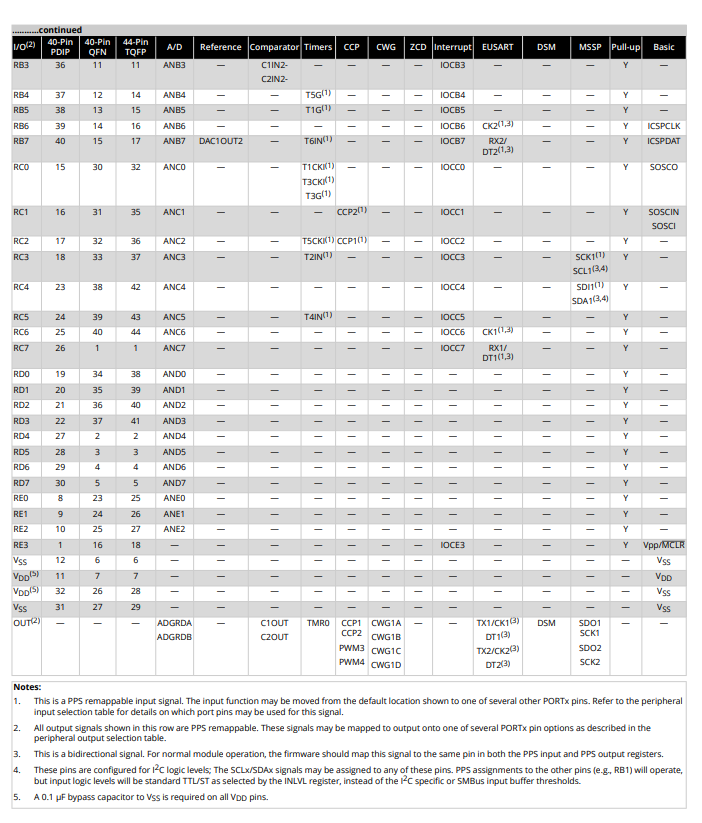 ...........continued
I/O(2) 40-Pin PDIP 40-Pin QFN 44-Pin TQFP A/D Reference Comparator Timers CCP CWG ZCD Interrupt EUSART DSM MSSP Pull-up Basic
RB3 36 11 11 ANB3 — C1IN2- C2IN2- — — — — IOCB3 — — — Y —
RB4 37 12 14 ANB4 — — T5G(1) — — — IOCB4 — — — Y —
RB5 38 13 15 ANB5 — — T1G(1) — — — IOCB5 — — — Y —
RB6 39 14 16 ANB6 — — — — — — IOCB6 CK2(1,3) — — Y ICSPCLK
RB7 40 15 17 ANB7 DAC1OUT2 — T6IN(1) — — — IOCB7 RX2/ DT2(1,3) — — Y ICSPDAT
RC0 15 30 32 ANC0 — — T1CKI(1) T3CKI(1) T3G(1) — — — IOCC0 — — — Y SOSCO
RC1 16 31 35 ANC1 — — — CCP2(1) — — IOCC1 — — — Y SOSCIN SOSCI
RC2 17 32 36 ANC2 — — T5CKI(1) CCP1(1) — — IOCC2 — — — Y —
RC3 18 33 37 ANC3 — — T2IN(1) — — — IOCC3 — — SCK1(1) SCL1(3,4) Y —
RC4 23 38 42 ANC4 — — — — — — IOCC4 — — SDI1(1) SDA1(3,4) Y —
RC5 24 39 43 ANC5 — — T4IN(1) — — — IOCC5 — — — Y —
RC6 25 40 44 ANC6 — — — — — — IOCC6 CK1(1,3) — — Y —
RC7 26 1 1 ANC7 — — — — — — IOCC7 RX1/ DT1(1,3) — — Y —
RD0 19 34 38 AND0 — — — — — — — — — — Y —
RD1 20 35 39 AND1 — — — — — — — — — — Y —
RD2 21 36 40 AND2 — — — — — — — — — — Y —
RD3 22 37 41 AND3 — — — — — — — — — — Y —
RD4 27 2 2 AND4 — — — — — — — — — — Y —
RD5 28 3 3 AND5 — — — — — — — — — — Y —
RD6 29 4 4 AND6 — — — — — — — — — — Y —
RD7 30 5 5 AND7 — — — — — — — — — — Y —
RE0 8 23 25 ANE0 — — — — — — — — — — Y —
RE1 9 24 26 ANE1 — — — — — — — — — — Y —
RE2 10 25 27 ANE2 — — — — — — — — — — Y —
RE3 1 16 18 — — — — — — — IOCE3 — — — Y Vpp/MCLR
VSS 12 6 6 — — — — — — — — — — — — VSS
VDD(5) 11 7 7 — — — — — — — — — — — — VDD
VDD(5) 32 26 28 — — — — — — — — — — — — VSS
VSS 31 27 29 — — — — — — — — — — — — VSS
OUT(2) — — — ADGRDA ADGRDB — C1OUT C2OUT TMR0 CCP1 CCP2 PWM3 PWM4 CWG1A CWG1B CWG1C CWG1D — — TX1/CK1(3) DT1(3) TX2/CK2(3) DT2(3) DSM SDO1 SCK1 SDO2 SCK2 — —
Notes:
1. This is a PPS remappable input signal. The input function may be moved from the default location shown to one of several other PORTx pins. Refer to the peripheral
input selection table for details on which port pins may be used for this signal.
2. All output signals shown in this row are PPS remappable. These signals may be mapped to output onto one of several PORTx pin options as described in the
peripheral output selection table.
3. This is a bidirectional signal. For normal module operation, the firmware should map this signal to the same pin in both the PPS input and PPS output registers.
4. These pins are configured for I2C logic levels; The SCLx/SDAx signals may be assigned to any of these pins. PPS assignments to the other pins (e.g., RB1) will operate,
but input logic levels will be standard TTL/ST as selected by the INLVL register, instead of the I2C specific or SMBus input buffer thresholds.
5. A 0.1 μF bypass capacitor to VSS is required on all VDD pins.